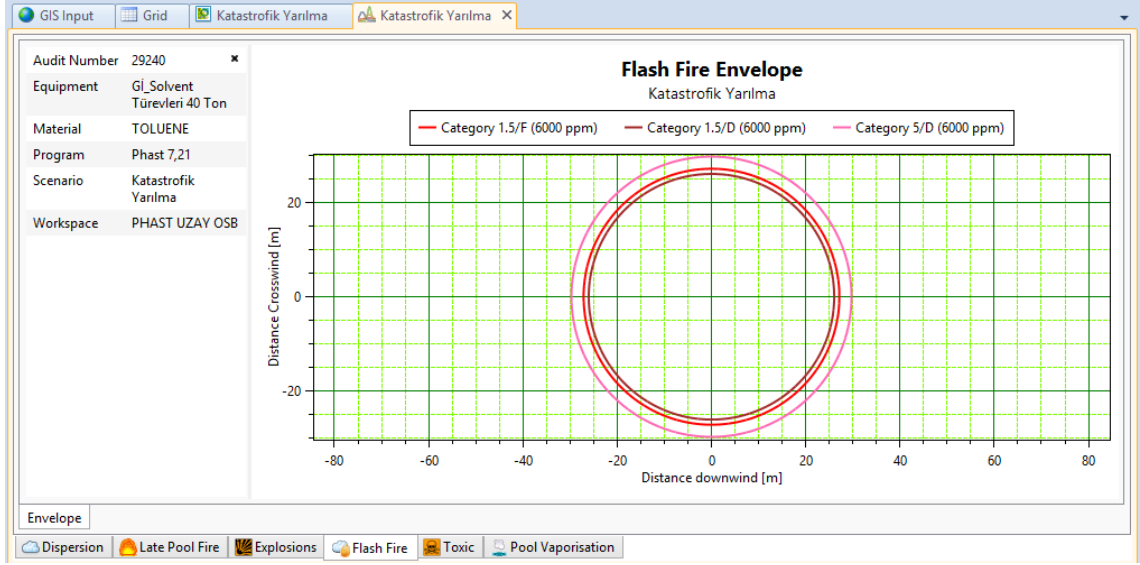 GIS Input
Grid
Katastrofik Yarılma
Katastrofik Yarılma
Audit Number 29240
Equipment Gİ_Solvent
Türevleri 40 Ton
Material TOLUENE
Program Phast 7,21
Scenario Katastrofik
Yarılma
Workspace PHAST UZAY OSB
Flash Fire Envelope
Katastrofik Yarılma
Category 1.5/F (6000 ppm) Category 1.5/D (6000 ppm) Category 5/D (6000 ppm)
Distance Crosswind [m]
20
0
-20
-80 -60 -40 -20 0 20 40 60 80
Distance downwind [m]
Envelope
Dispersion Late Pool Fire Explosions Flash Fire Toxic Pool Vaporisation